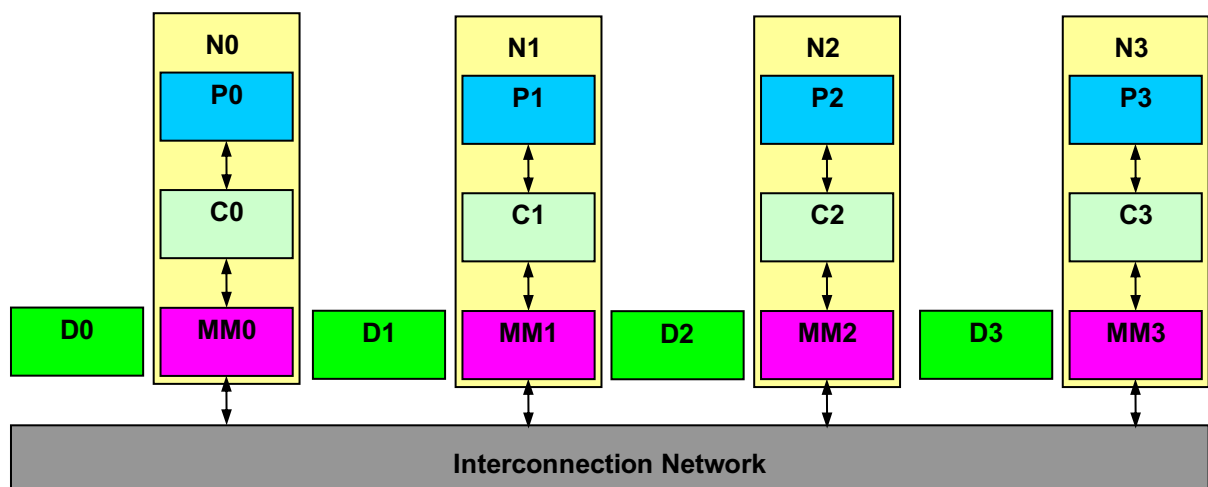 N0
N1
N2
N3
P0
P1
P2
P3
C0
C1
C2
C3
D0
MM0
D1
MM1
D2
MM2
D3
MM3
Interconnection Network